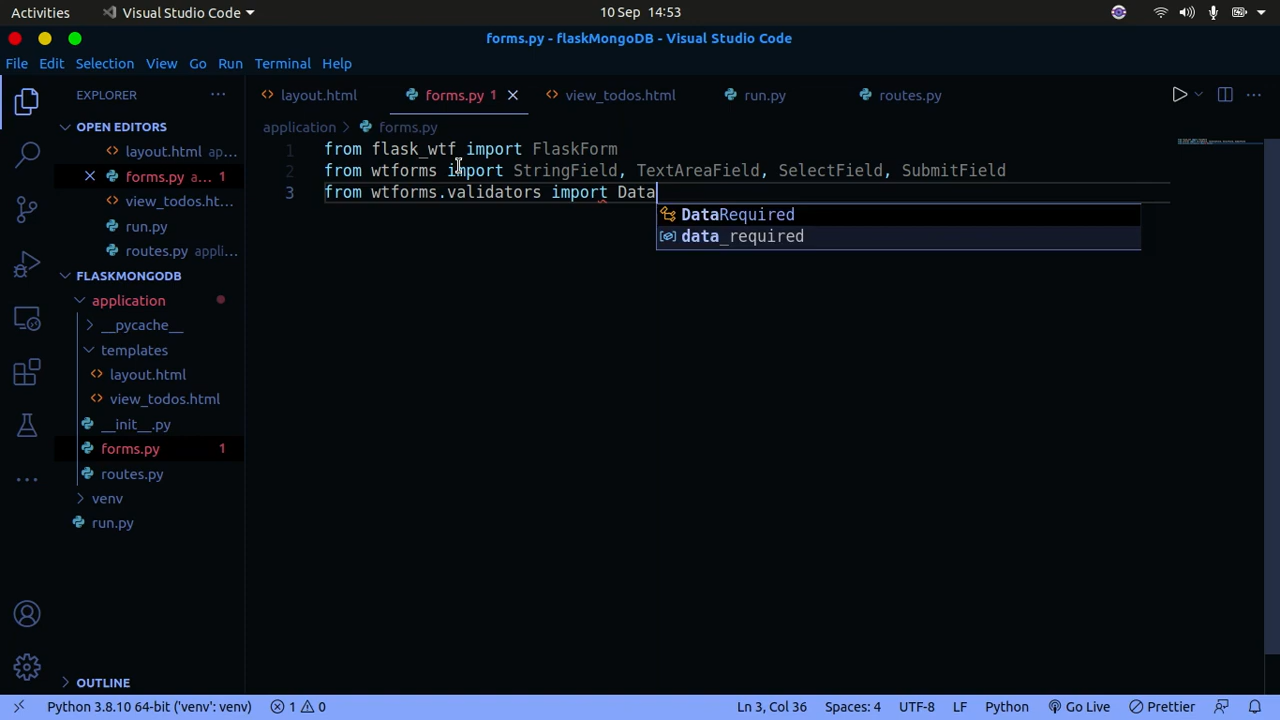 Activities
Visual Studio Code
10 Sep 14:53
forms.py - flaskMongoDB - Visual Studio Code
File Edit Selection View Go Run Terminal Help
EXPLORER
OPEN EDITORS
layout.html ap...
forms.py a... 1
view_todos.ht...
run.py
routes.py appli...
FLASKMONGODB
application
__pycache__
templates
layout.html
view_todos.html
__init__.py
forms.py 1
routes.py
venv
run.py
OUTLINE
layout.html
forms.py 1
view_todos.html
run.py
routes.py
application > forms.py
1 from flask_wtf import FlaskForm
2 from wtforms import StringField, TextAreaField, SelectField, SubmitField
3 from wtforms.validators import Data
DataRequired
data_required
Python 3.8.10 64-bit ('venv': venv) 1 0 Ln 3, Col 36 Spaces: 4 UTF-8 LF Python Go Live Prettier